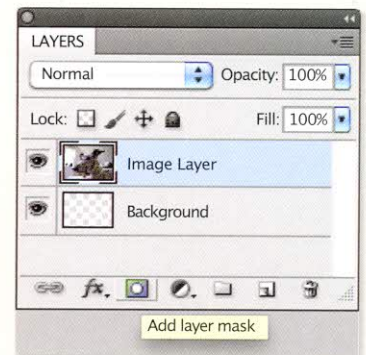 LAYERS
Normal Opacity: 100%
Lock: Fill: 100%
Image Layer
Background
fx.
Add layer mask